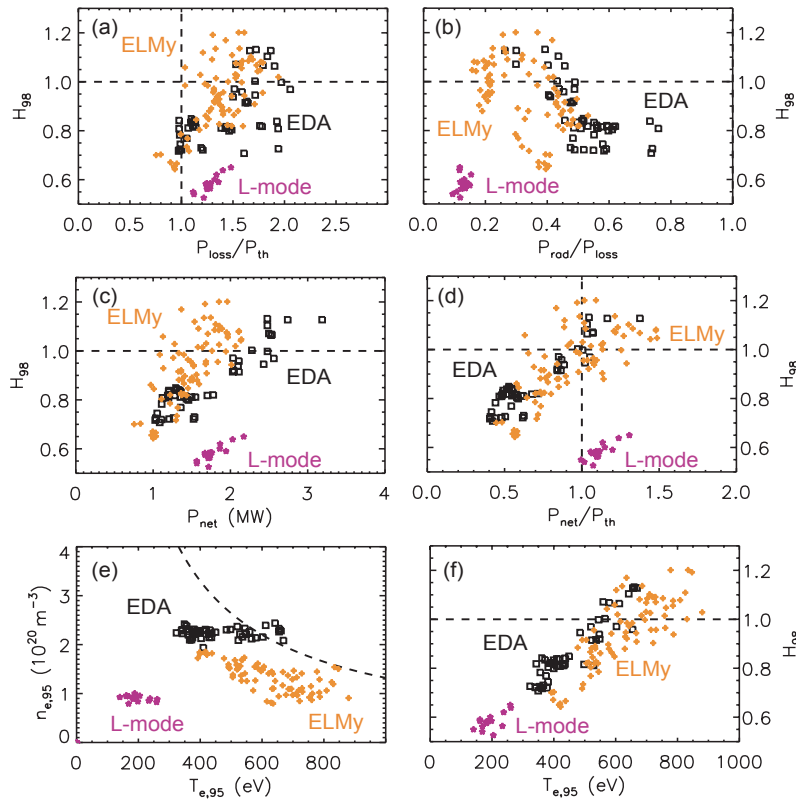 (a)
ELMy
EDA
L-mode
H98
1.2
1.0
0.8
0.6
0.0 1.0 2.0
Ploss/Pth
(b)
ELMy
EDA
L-mode
H98
1.2
1.0
0.8
0.6
0.0 0.2 0.4 0.6 0.8 1.0
Prad/Ploss
(c)
ELMy
EDA
L-mode
H98
1.2
1.0
0.8
0.6
0 1 2 3 4
Pnet (MW)
(d)
ELMy
EDA
L-mode
H98
1.2
1.0
0.8
0.6
0.0 0.5 1.0 1.5 2.0
Pnet/Pth
(e)
EDA
ELMy
L-mode
ne,95 (10²⁰ m⁻³)
4
3
2
1
0
0 200 400 600 800
Te,95 (eV)
(f)
EDA
ELMy
L-mode
H98
1.2
1.0
0.8
0.6
0 200 400 600 800 1000
Te,95 (eV)